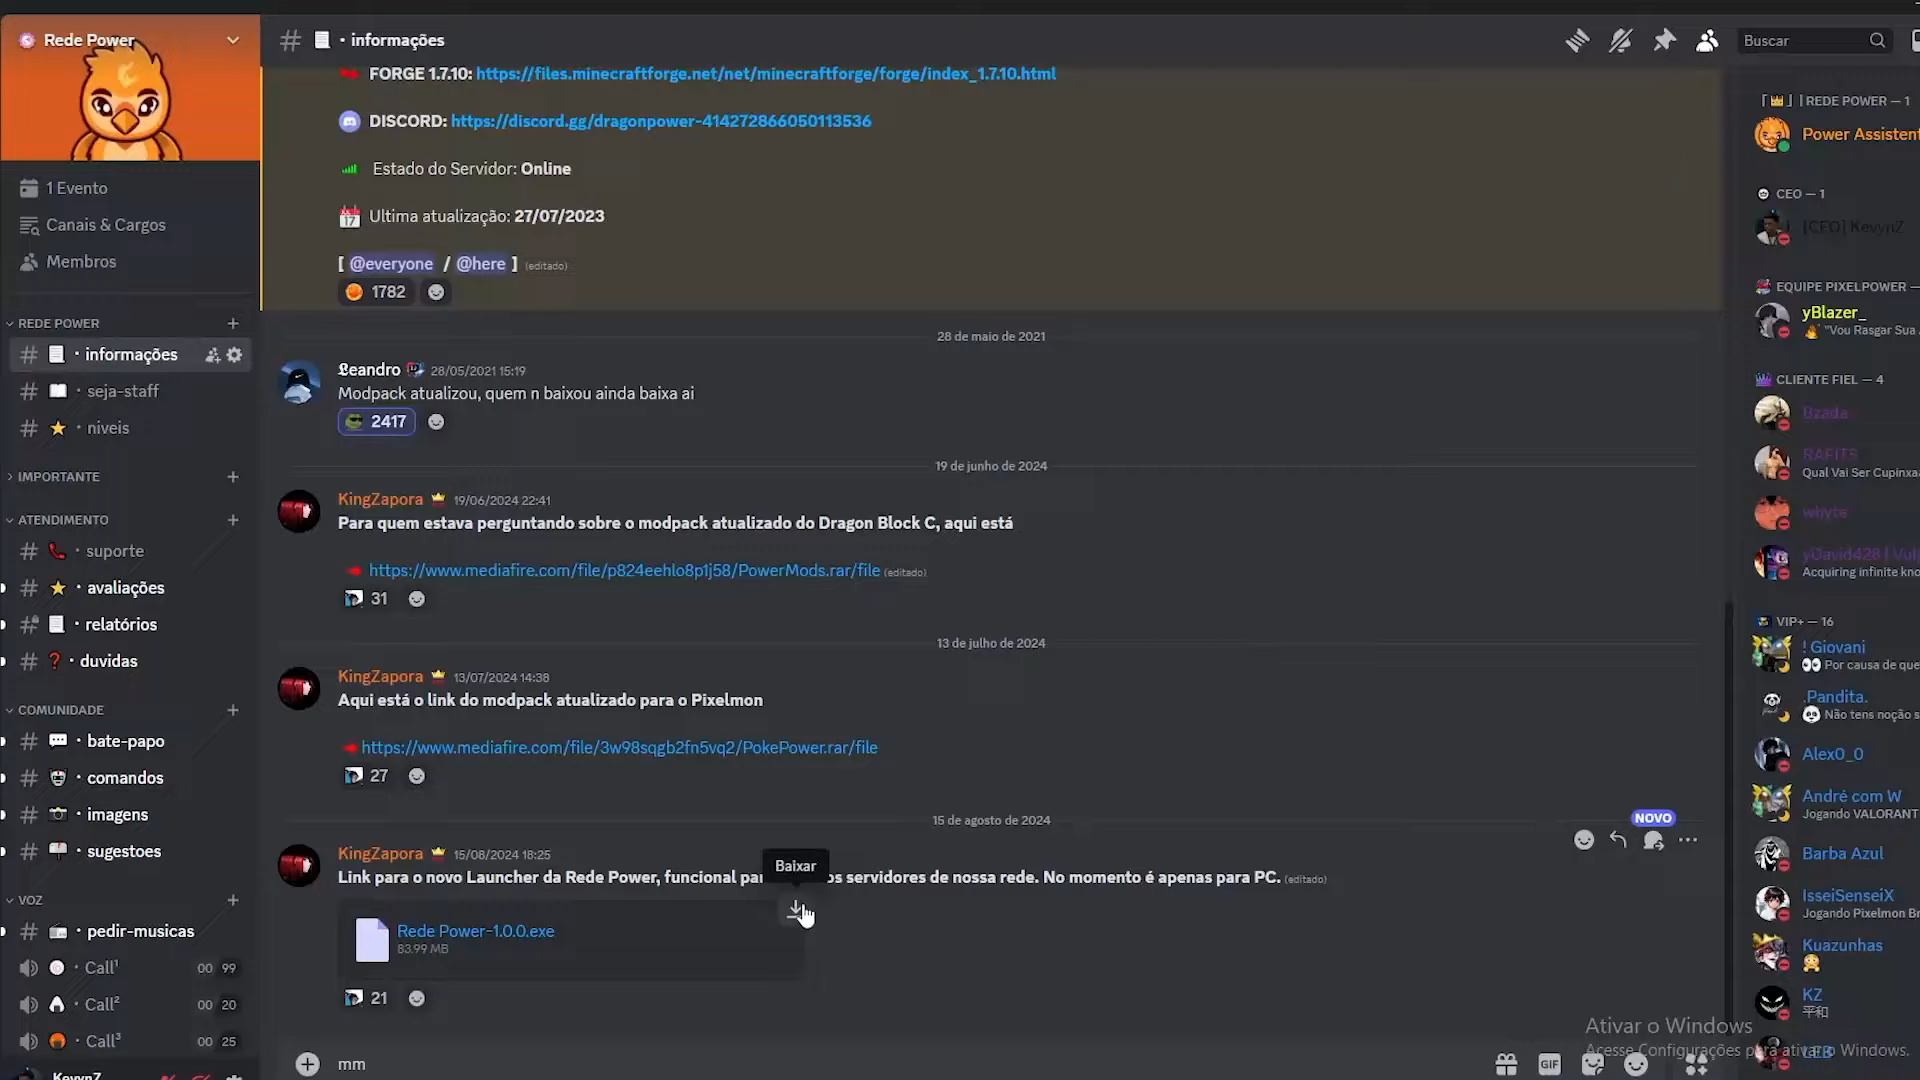 Rede Power
1 Evento
Canais & Cargos
Membros
REDE POWER
· informações
· seja-staff
· niveis
IMPORTANTE
ATENDIMENTO
· suporte
· avaliações
· relatórios
· duvidas
COMUNIDADE
· bate-papo
· comandos
· imagens
· sugestoes
VOZ
· pedir-musicas
· Call¹ 00 99
· Call² 00 20
· Call³ 00 25
KevynZ
· informações
Buscar
FORGE 1.7.10: https://files.minecraftforge.net/net/minecraftforge/forge/index_1.7.10.html
DISCORD: https://discord.gg/dragonpower-414272866050113536
Estado do Servidor: Online
Ultima atualização: 27/07/2023
[ @everyone / @here ] (editado)
1782
28 de maio de 2021
𝕷eandro 28/05/2021 15:19
Modpack atualizou, quem n baixou ainda baixa ai
2417
19 de junho de 2024
KingZapora 19/06/2024 22:41
Para quem estava perguntando sobre o modpack atualizado do Dragon Block C, aqui está
https://www.mediafire.com/file/p824eehlo8p1j58/PowerMods.rar/file (editado)
31
13 de julho de 2024
KingZapora 13/07/2024 14:38
Aqui está o link do modpack atualizado para o Pixelmon
https://www.mediafire.com/file/3w98sqgb2fn5vq2/PokePower.rar/file
27
15 de agosto de 2024
NOVO
KingZapora 15/08/2024 18:25
Baixar
Link para o novo Launcher da Rede Power, funcional par os servidores de nossa rede. No momento é apenas para PC. (editado)
Rede Power-1.0.0.exe
83.99 MB
21
mm
GIF
REDE POWER — 1
Power Assistent
CEO — 1
[CEO] KevynZ
EQUIPE PIXELPOWER —
yBlazer_
"Vou Rasgar Sua
CLIENTE FIEL — 4
Bzada
RAFITS
Qual Vai Ser Cupinxa
whyte
yDavid428 | Vul
Acquiring infinite kno
VIP+ — 16
! Giovani
Por causa de que
.Pandita.
Não tens noção s
Alex0_0
André com W
Jogando VALORANT
Barba Azul
IsseiSenseiX
Jogando Pixelmon Br
Kuazunhas
KZ
平和
LEB
Ativar o Windows
Acesse Configurações para ativar o Windows.